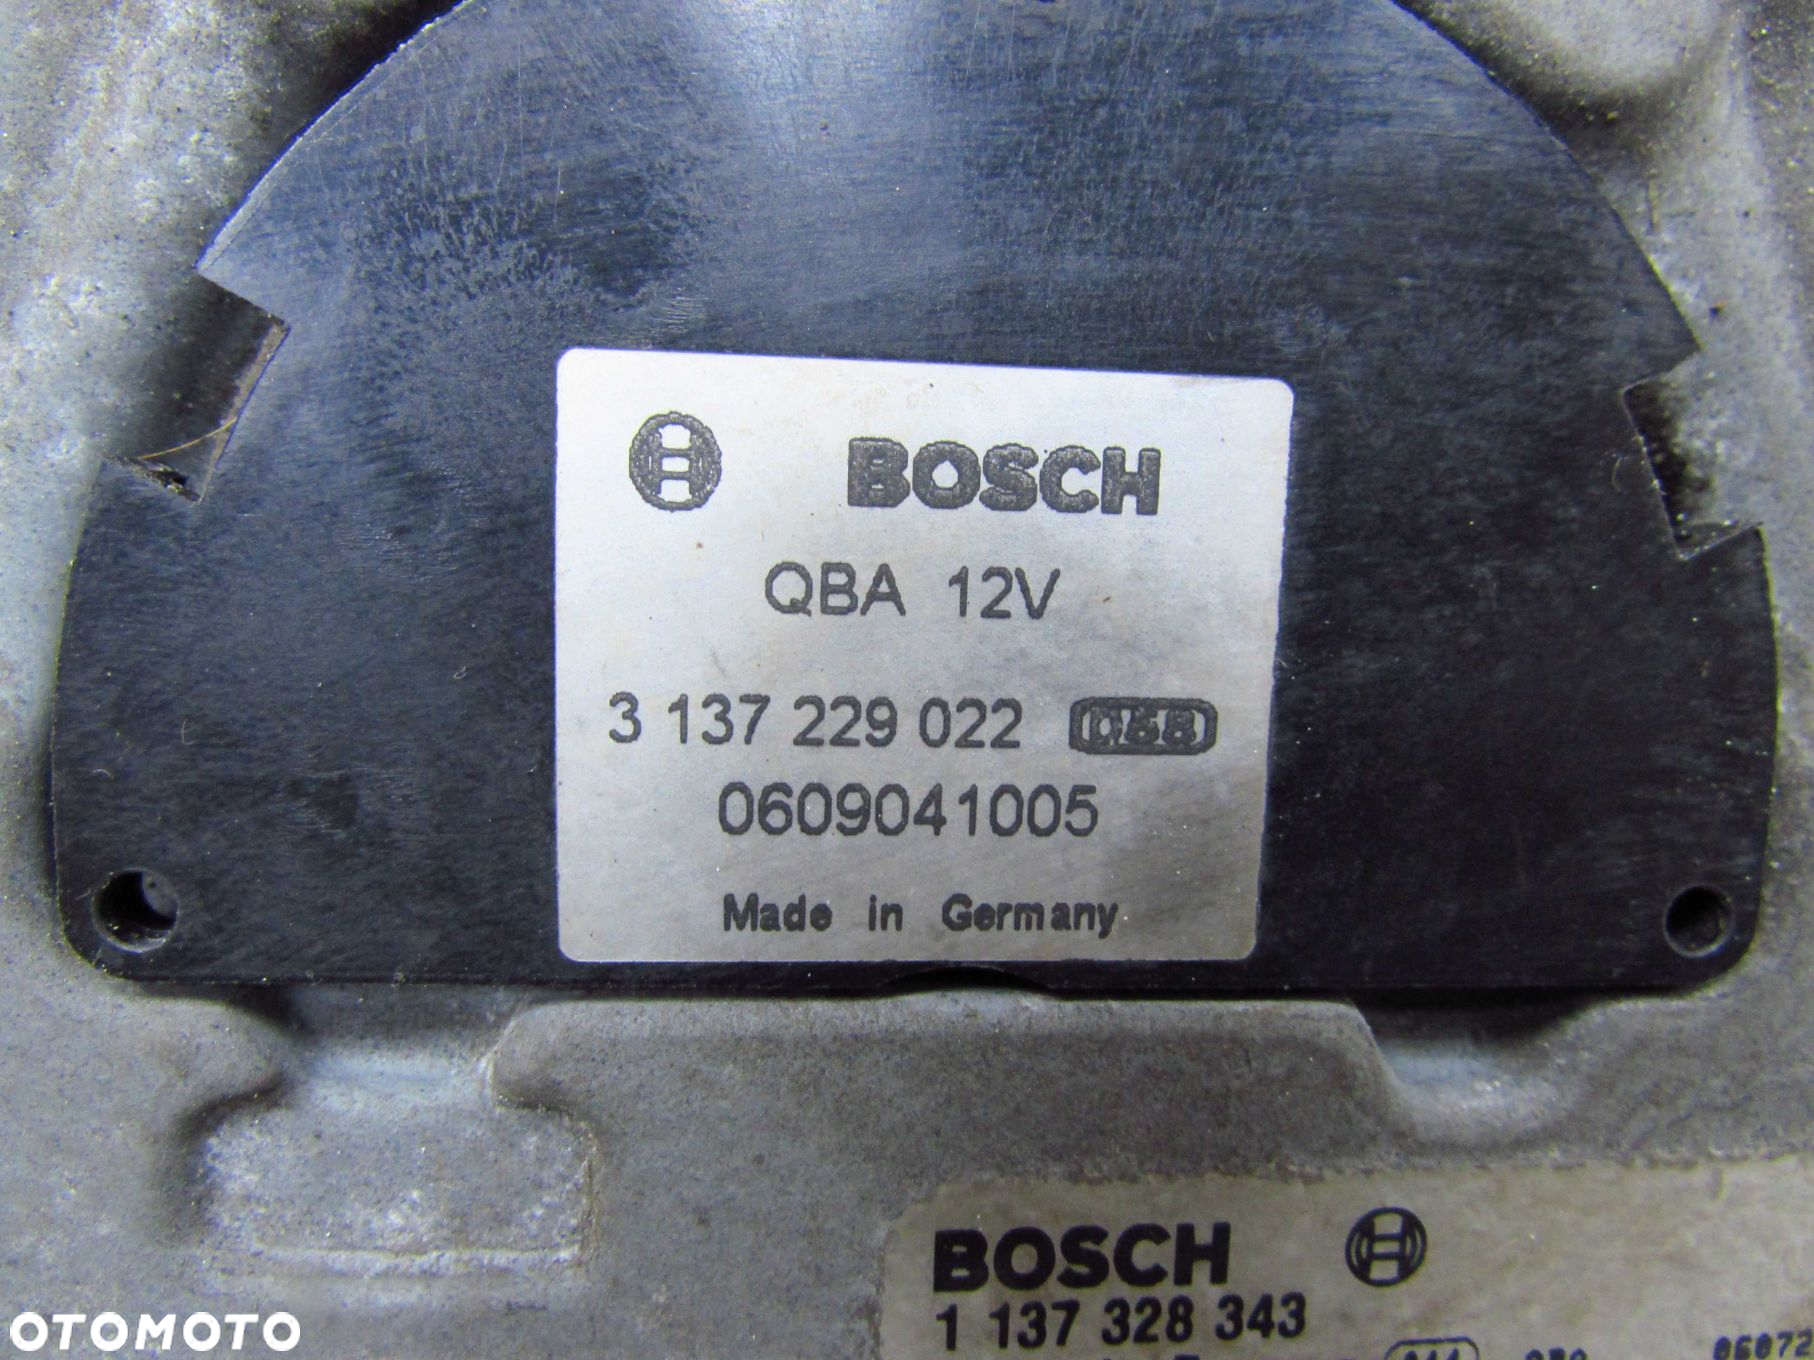 BOSCH
QBA 12V
3 137 229 022
0609041005
Made in Germany
BOSCH
1 137 328 343
OTOMOTO